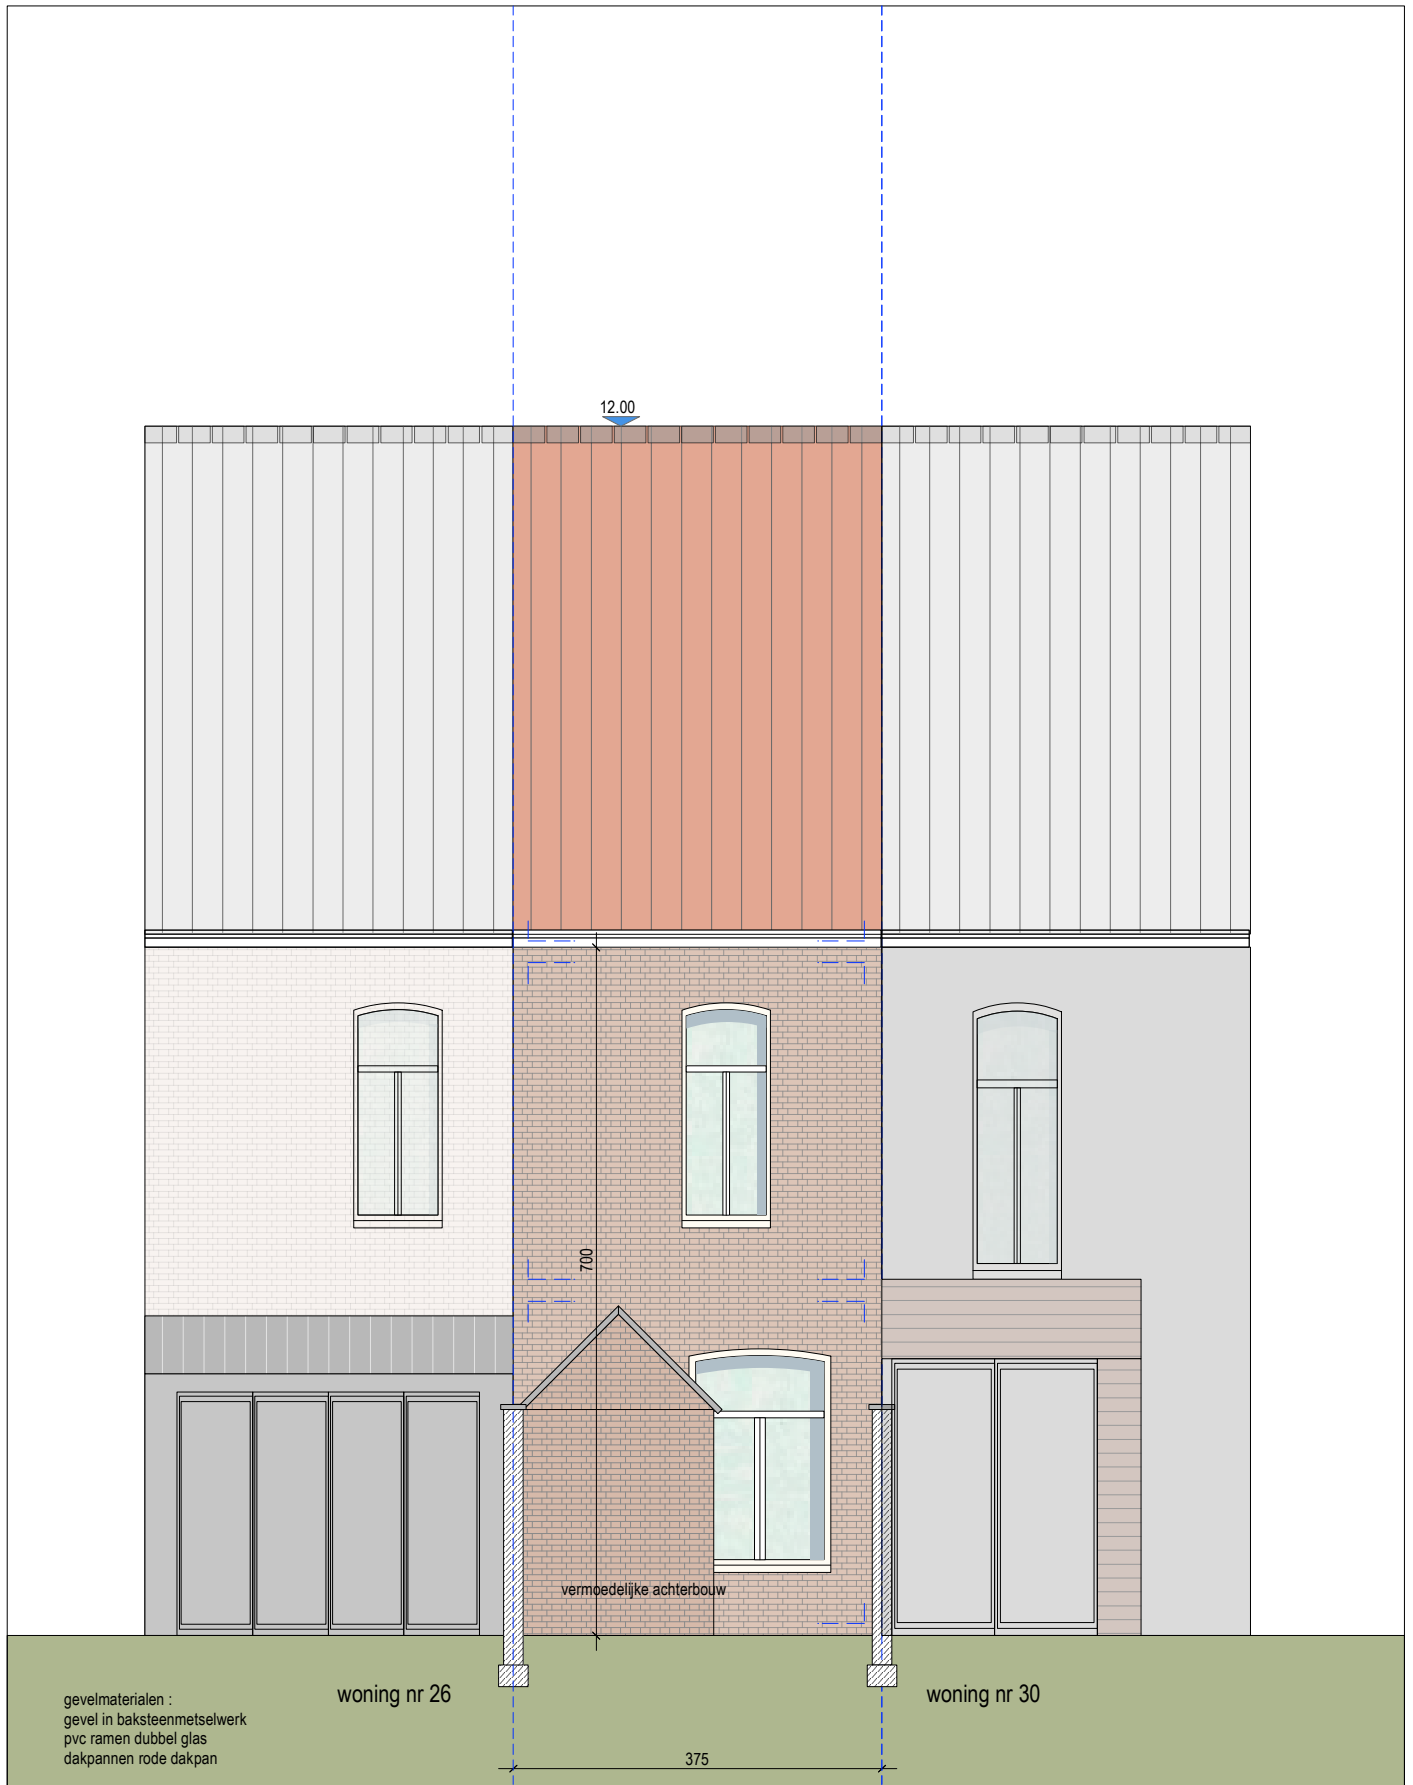 12.00
700
vermoedelijke achterbouw
woning nr 26
woning nr 30
gevelmaterialen :
gevel in baksteenmetselwerk
pvc ramen dubbel glas
dakpannen rode dakpan
375